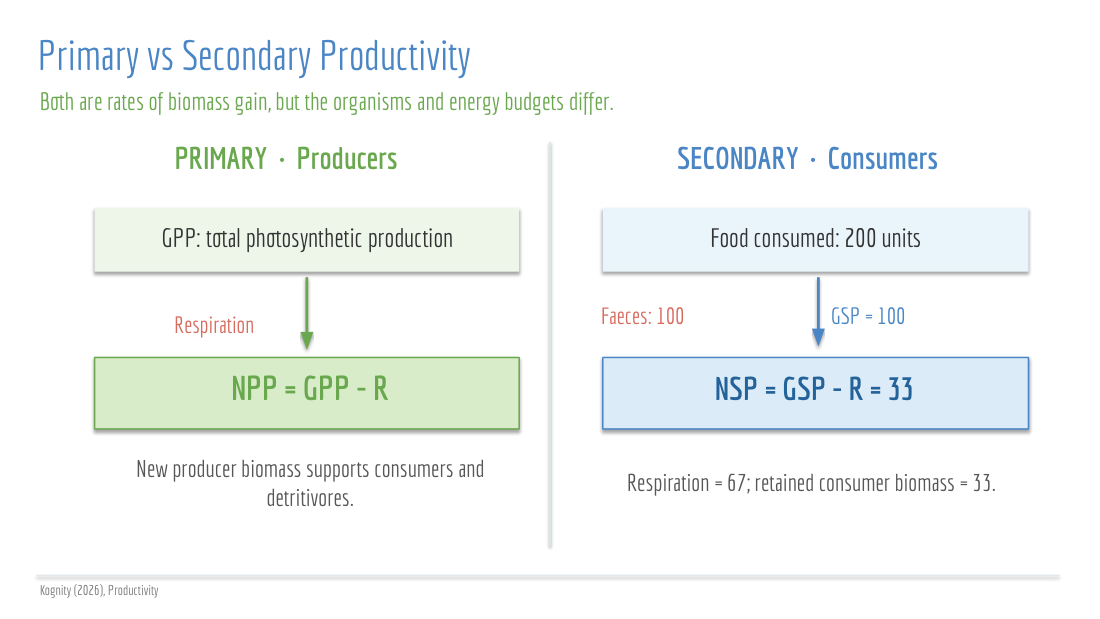 Primary vs Secondary Productivity
Both are rates of biomass gain, but the organisms and energy budgets differ.
PRIMARY · Producers
GPP: total photosynthetic production
Respiration
NPP = GPP - R
New producer biomass supports consumers and
detritivores.
SECONDARY · Consumers
Food consumed: 200 units
Faeces: 100
GSP = 100
NSP = GSP - R = 33
Respiration = 67; retained consumer biomass = 33.
Kognity (2026), Productivity